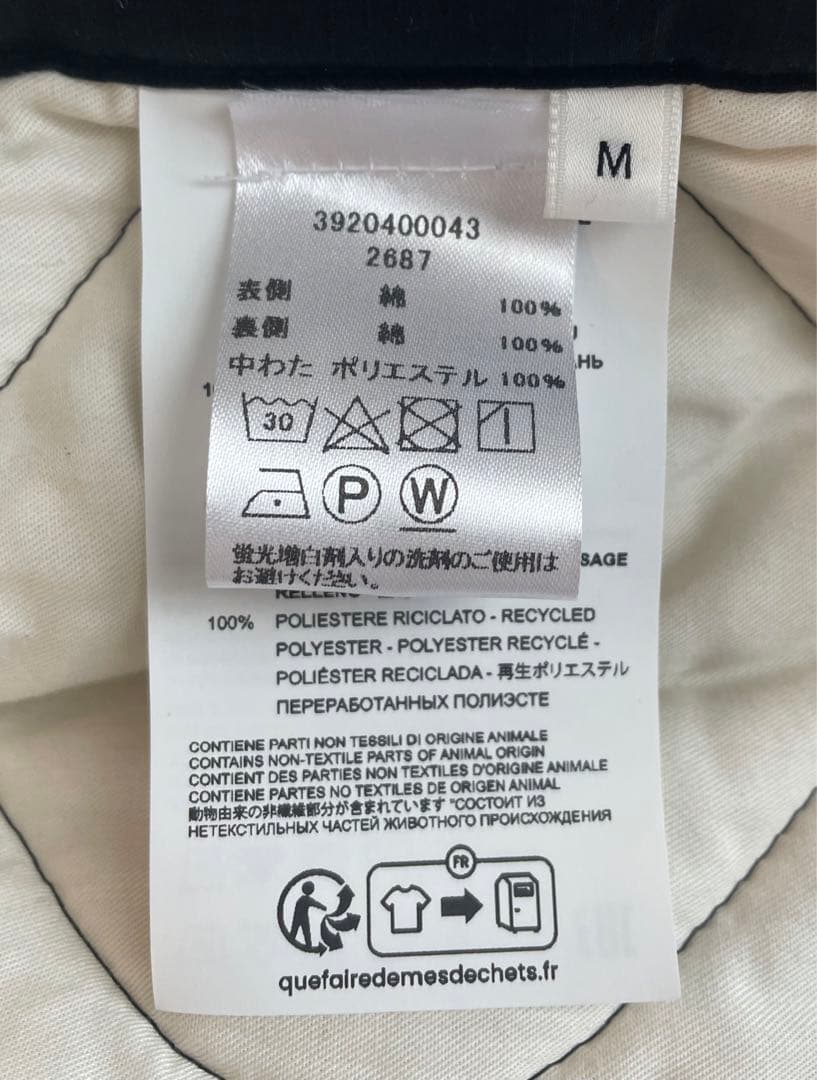 M
3920400043
2687
表側 綿 100%
裏側 綿 100%
中わた ポリエステル 100%
30
P W
蛍光増白剤入りの洗剤のご使用は
お避けください。
100% POLIESTERE RICICLATO - RECYCLED
POLYESTER - POLYESTER RECYCLÉ -
POLIÉSTER RECICLADA - 再生ポリエステル
ПЕРЕРАБОТАННЫХ ПОЛИЭСТЕ
CONTIENE PARTI NON TESSILI DI ORIGINE ANIMALE
CONTAINS NON-TEXTILE PARTS OF ANIMAL ORIGIN
CONTIENT DES PARTIES NON TEXTILES D'ORIGINE ANIMALE
CONTIENE PARTES NO TEXTILES DE ORIGEN ANIMAL
動物由来の非繊維部分が含まれています "СОСТОИТ ИЗ
НЕТЕКСТИЛЬНЫХ ЧАСТЕЙ ЖИВОТНОГО ПРОИСХОЖДЕНИЯ
FR
quefairedemesdechets.fr